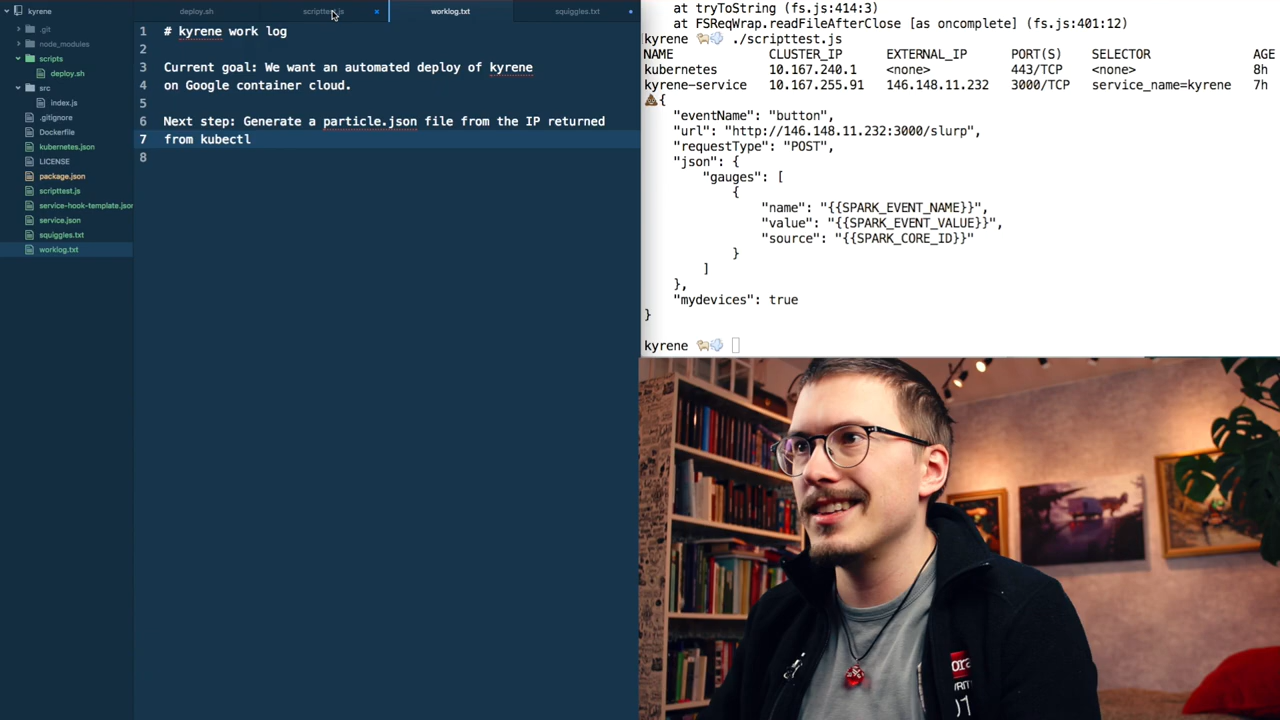 kyrene
.git
node_modules
scripts
deploy.sh
src
index.js
.gitignore
Dockerfile
kubernetes.json
LICENSE
package.json
scripttest.js
service-hook-template.json
service.json
squiggles.txt
worklog.txt
deploy.sh
scripttest.js
worklog.txt
squiggles.txt
1 # kyrene work log
2
3 Current goal: We want an automated deploy of kyrene
4 on Google container cloud.
5
6 Next step: Generate a particle.json file from the IP returned
7 from kubectl
8
at tryToString (fs.js:414:3)
at FSReqWrap.readFileAfterClose [as oncomplete] (fs.js:401:12)
kyrene 🐑💨 ./scripttest.js
NAME CLUSTER_IP EXTERNAL_IP PORT(S) SELECTOR AGE
kubernetes 10.167.240.1 <none> 443/TCP <none> 8h
kyrene-service 10.167.255.91 146.148.11.232 3000/TCP service_name=kyrene 7h
💩{
"eventName": "button",
"url": "http://146.148.11.232:3000/slurp",
"requestType": "POST",
"json": {
"gauges": [
{
"name": "{{SPARK_EVENT_NAME}}",
"value": "{{SPARK_EVENT_VALUE}}",
"source": "{{SPARK_CORE_ID}}"
}
]
},
"mydevices": true
}
kyrene 🐑💨